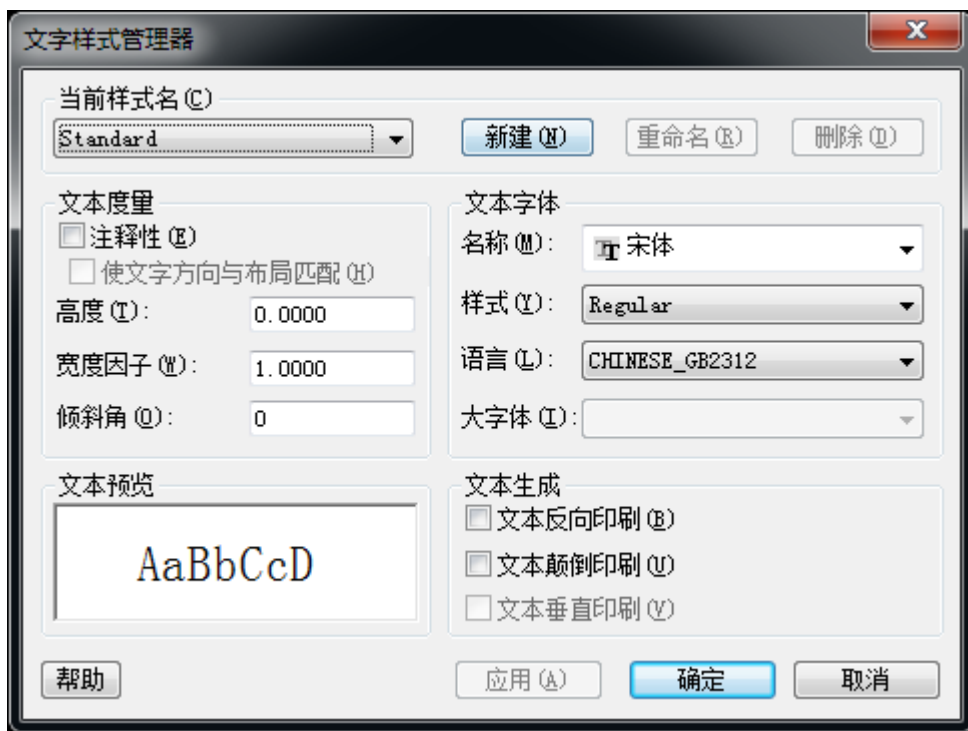 文字样式管理器
当前样式名(C)
Standard
新建(N)
重命名(R)
删除(D)
文本度量
注释性(E)
使文字方向与布局匹配(H)
高度(T):
0.0000
宽度因子(W):
1.0000
倾斜角(O):
0
文本字体
名称(M):
宋体
样式(Y):
Regular
语言(L):
CHINESE_GB2312
大字体(I):
文本预览
AaBbCcD
文本生成
文本反向印刷(B)
文本颠倒印刷(U)
文本垂直印刷(V)
帮助
应用(A)
确定
取消